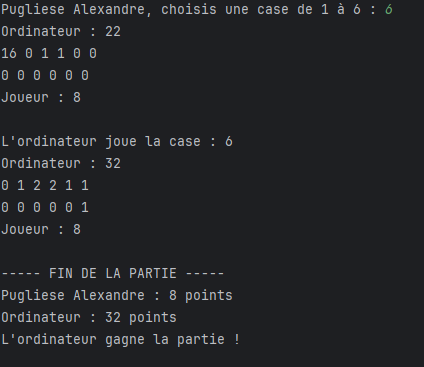 Pugliese Alexandre, choisis une case de 1 à 6 : 6
Ordinateur : 22
16 0 1 1 0 0
0 0 0 0 0 0
Joueur : 8
L'ordinateur joue la case : 6
Ordinateur : 32
0 1 2 2 1 1
0 0 0 0 0 1
Joueur : 8
----- FIN DE LA PARTIE -----
Pugliese Alexandre : 8 points
Ordinateur : 32 points
L'ordinateur gagne la partie !